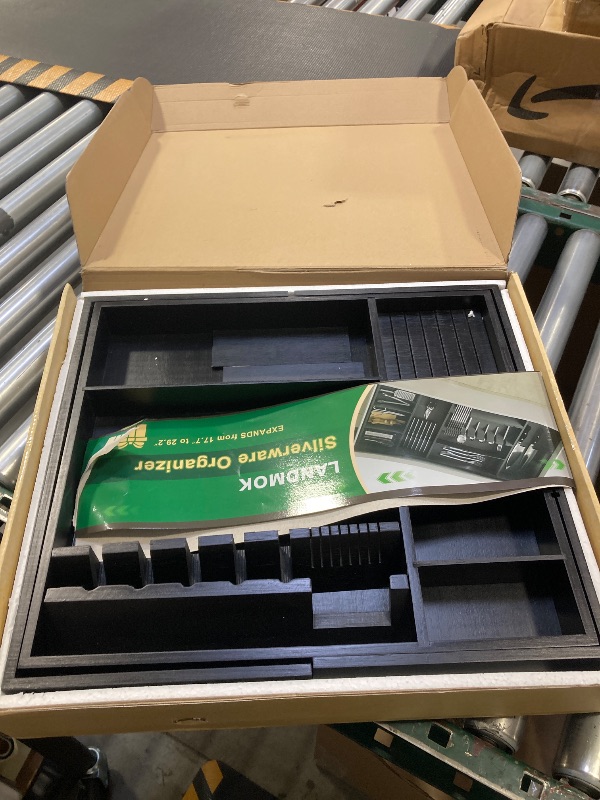 LANDMOK
Silverware Organizer
EXPANDS from 17.7" to 29.2"